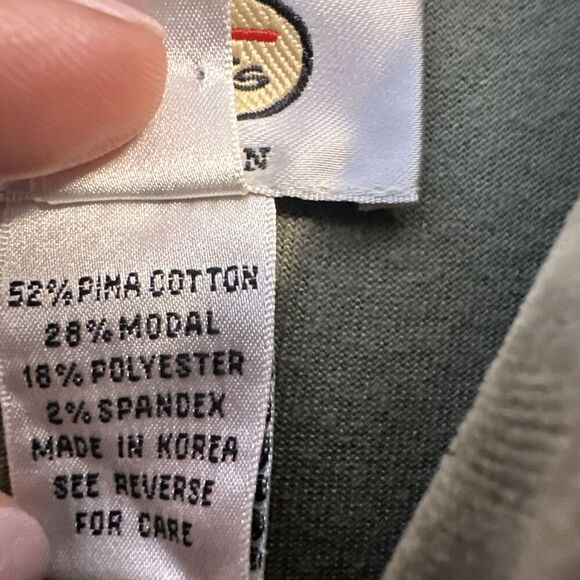 N
52% PIMA COTTON
28% MODAL
18% POLYESTER
2% SPANDEX
MADE IN KOREA
SEE REVERSE
FOR CARE